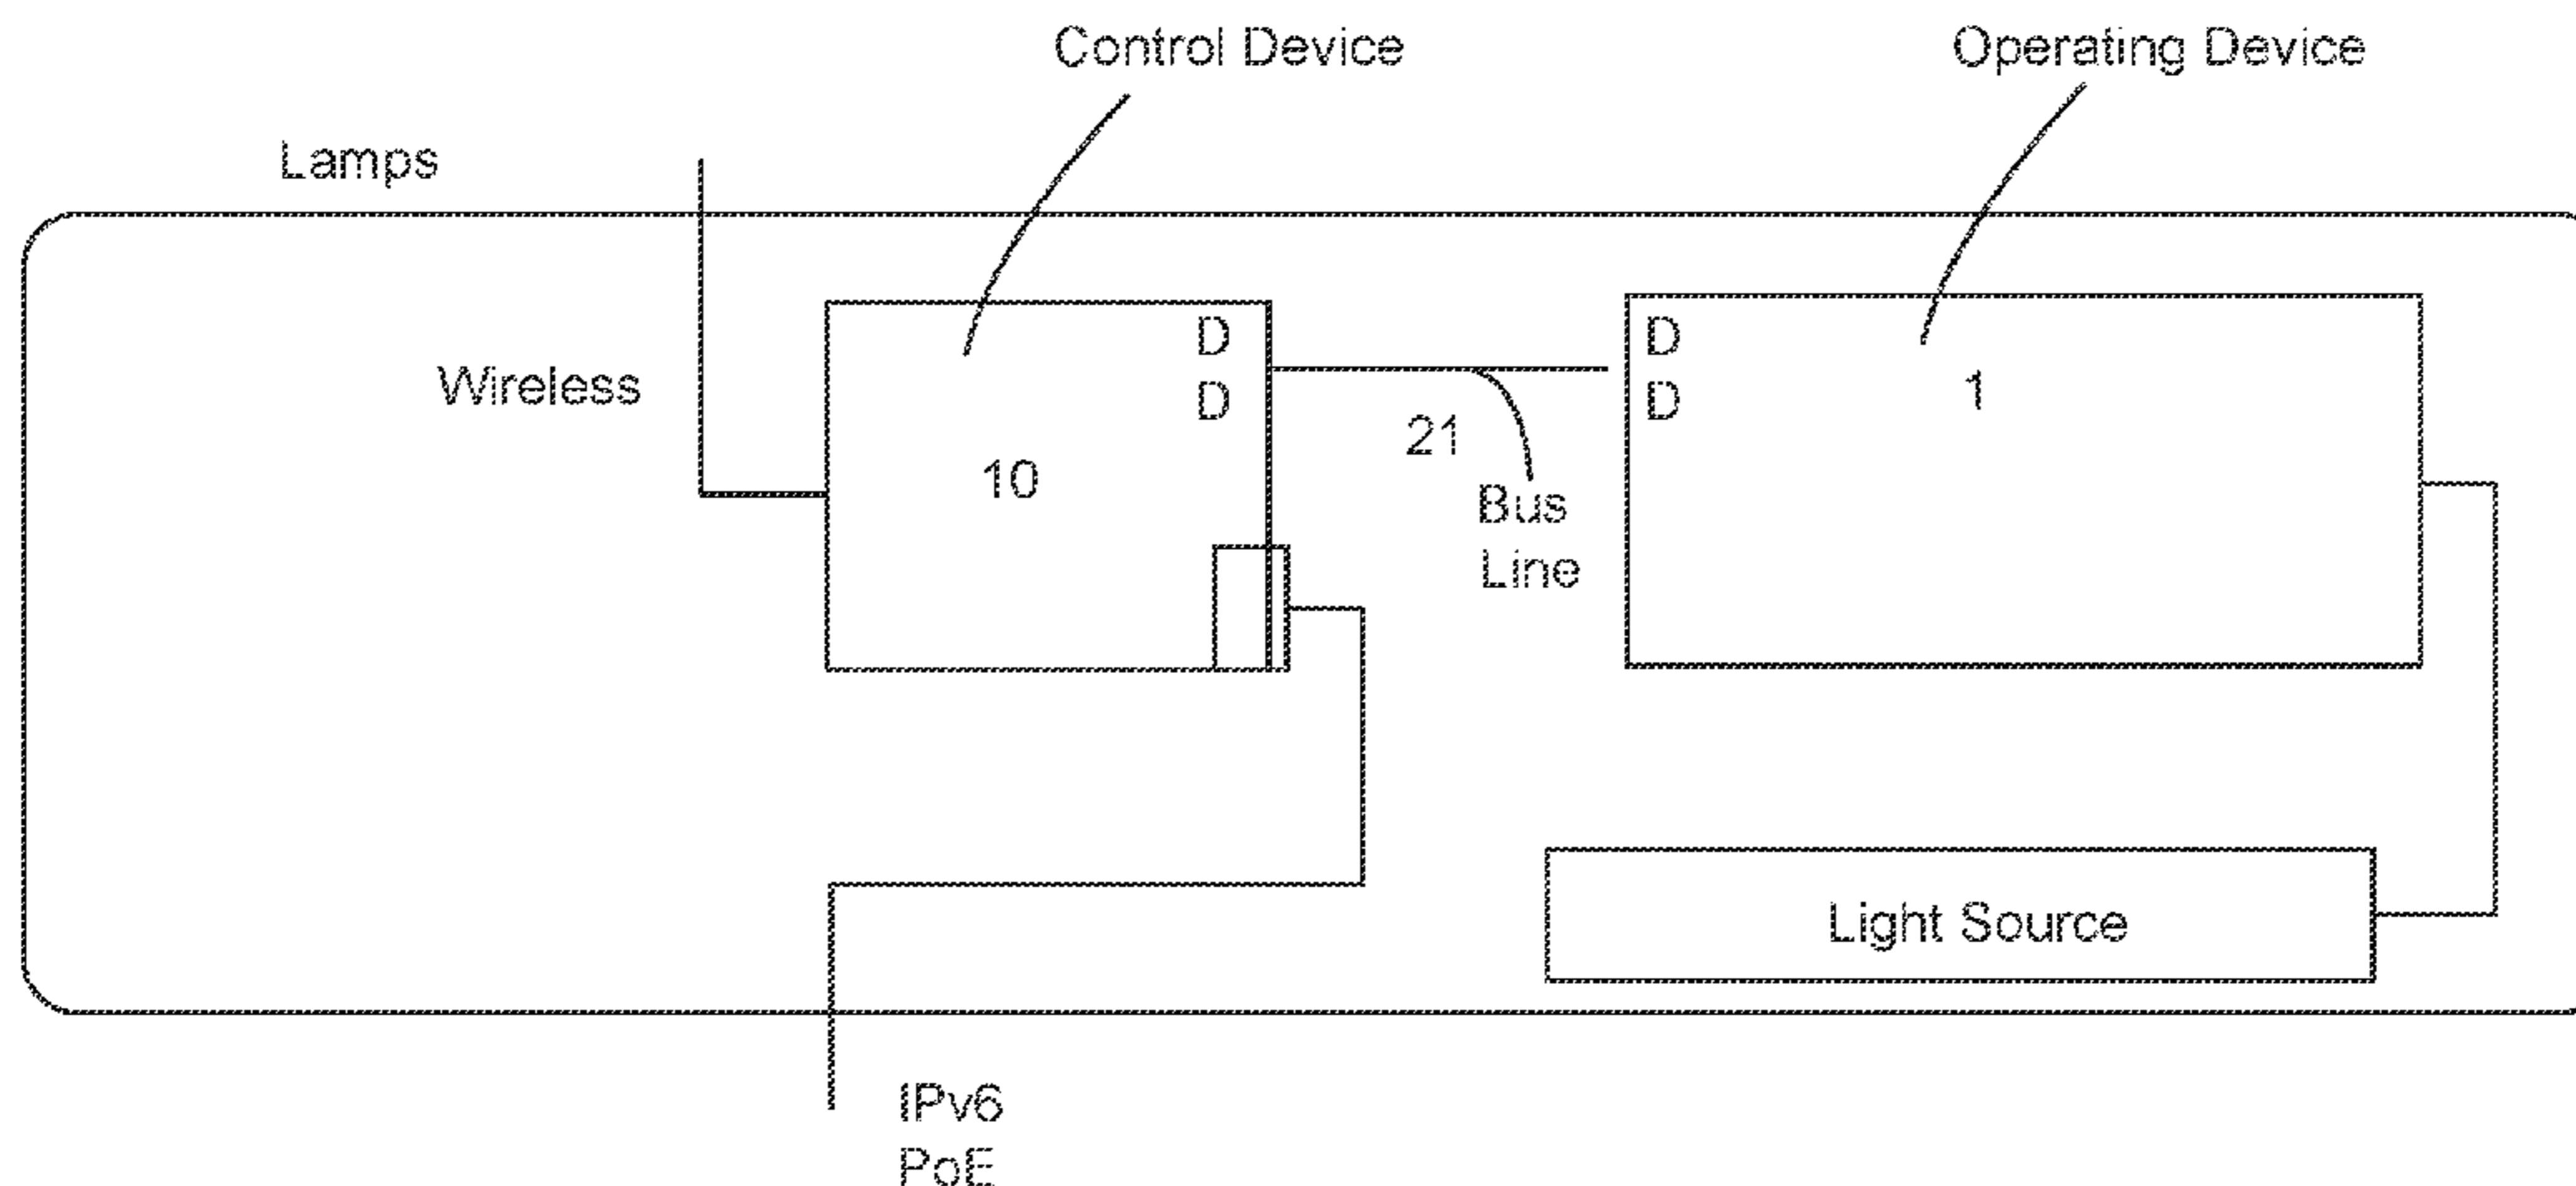 Control Device
Operating Device
Lamps
Wireless
D
D
10
21
Bus
Line
D
D
1
Light Source
IPv6
PoE